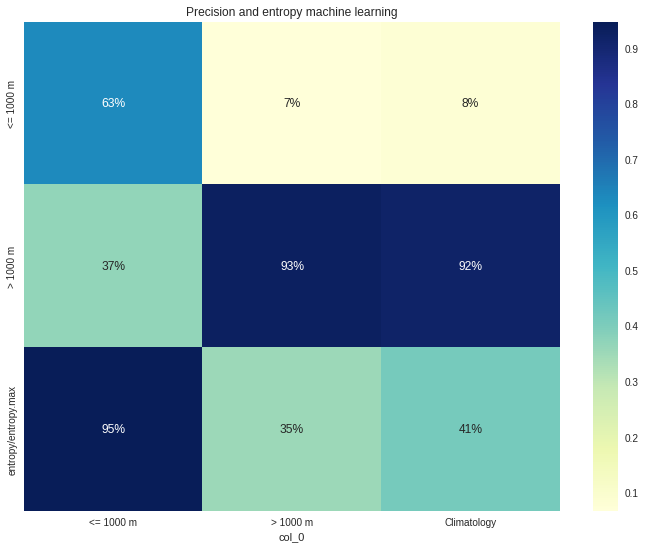 Precision and entropy machine learning
<= 1000 m
63%
7%
8%
> 1000 m
37%
93%
92%
entropy/entropy.max
95%
35%
41%
<= 1000 m
> 1000 m
Climatology
col_0
0.9
0.8
0.7
0.6
0.5
0.4
0.3
0.2
0.1